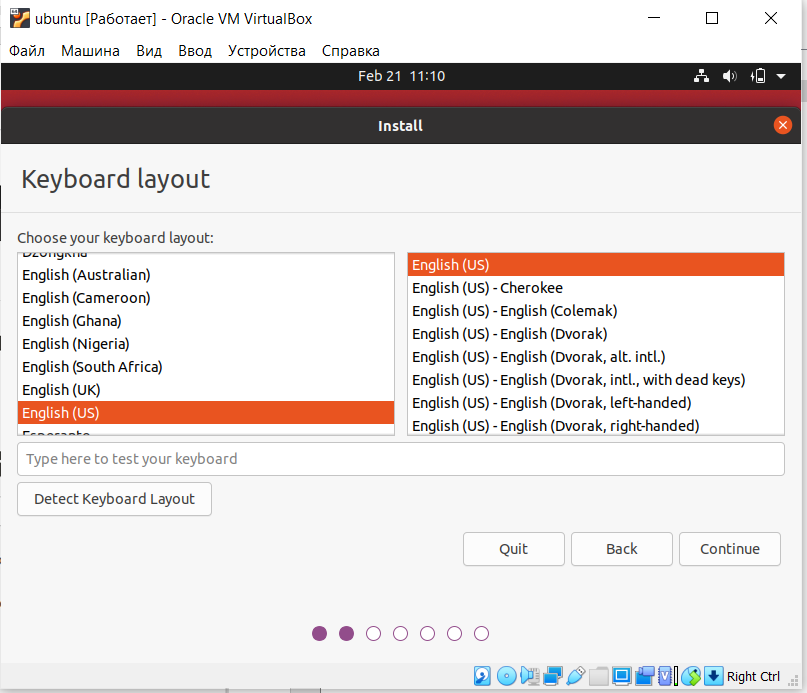 ubuntu [Работает] - Oracle VM VirtualBox
Файл Машина Вид Ввод Устройства Справка
Feb 21 11:10
Install
Keyboard layout
Choose your keyboard layout:
Dzongkha
English (Australian)
English (Cameroon)
English (Ghana)
English (Nigeria)
English (South Africa)
English (UK)
English (US)
Esperanto
English (US)
English (US) - Cherokee
English (US) - English (Colemak)
English (US) - English (Dvorak)
English (US) - English (Dvorak, alt. intl.)
English (US) - English (Dvorak, intl., with dead keys)
English (US) - English (Dvorak, left-handed)
English (US) - English (Dvorak, right-handed)
Type here to test your keyboard
Detect Keyboard Layout
Quit Back Continue
Right Ctrl